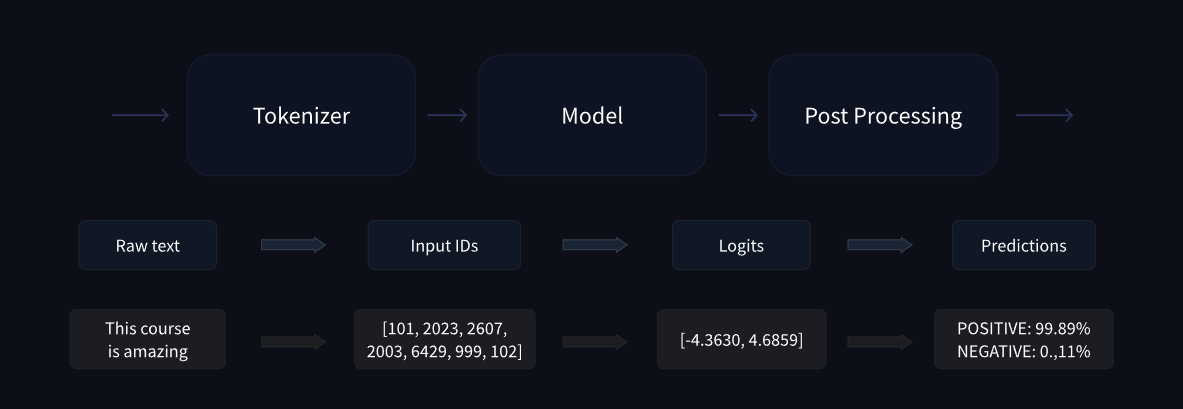 Tokenizer
Model
Post Processing
Raw text
Input IDs
Logits
Predictions
This course
is amazing
[101, 2023, 2607,
2003, 6429, 999, 102]
[-4.3630, 4.6859]
POSITIVE: 99.89%
NEGATIVE: 0.,11%